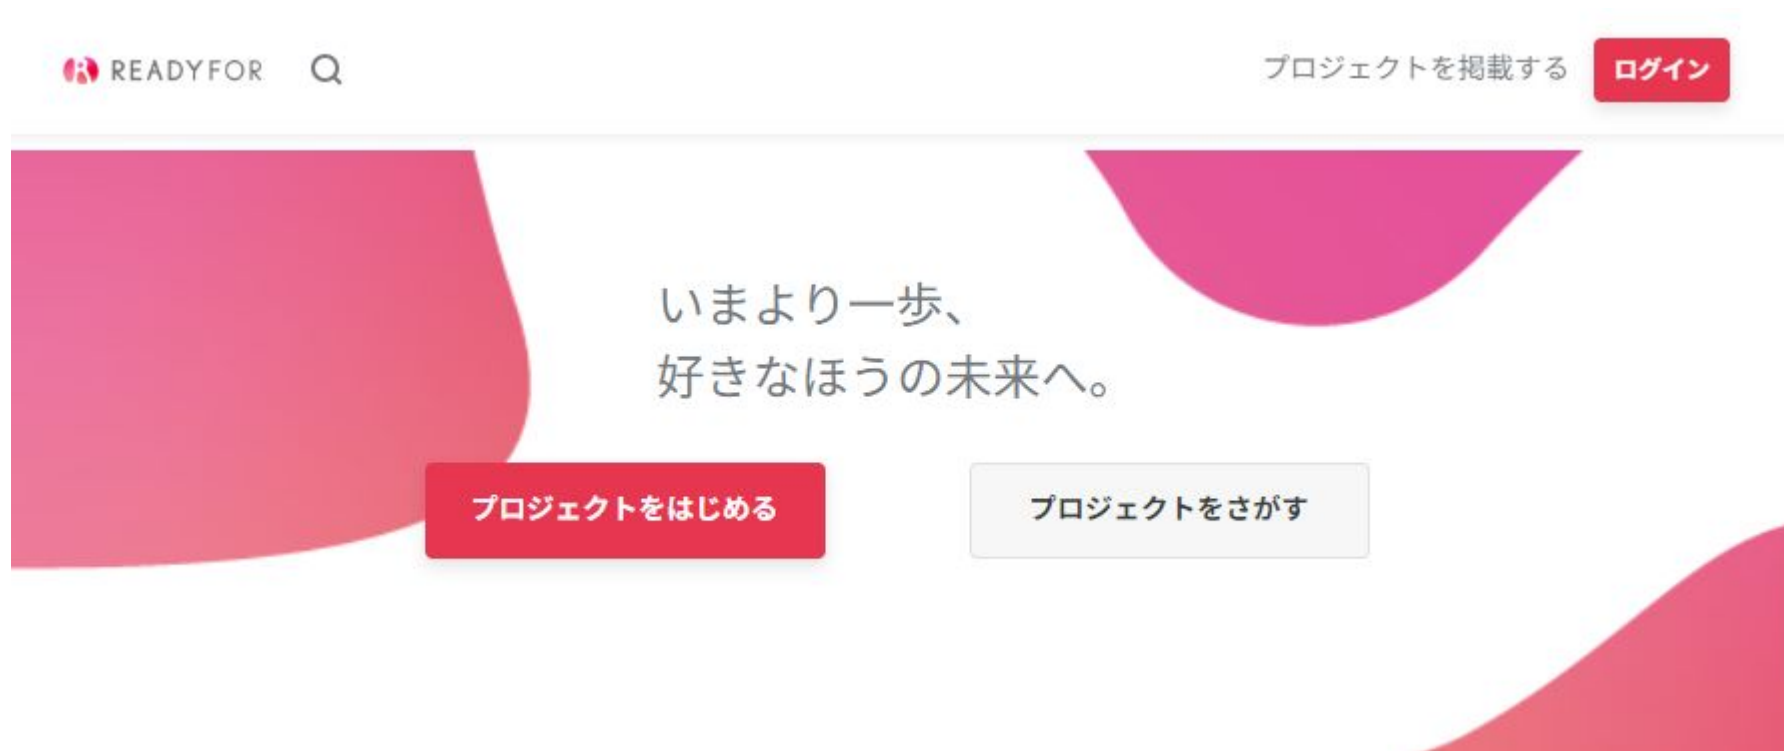 READYFOR
プロジェクトを掲載する
ログイン
いまより一歩、
好きなほうの未来へ。
プロジェクトをはじめる
プロジェクトをさがす